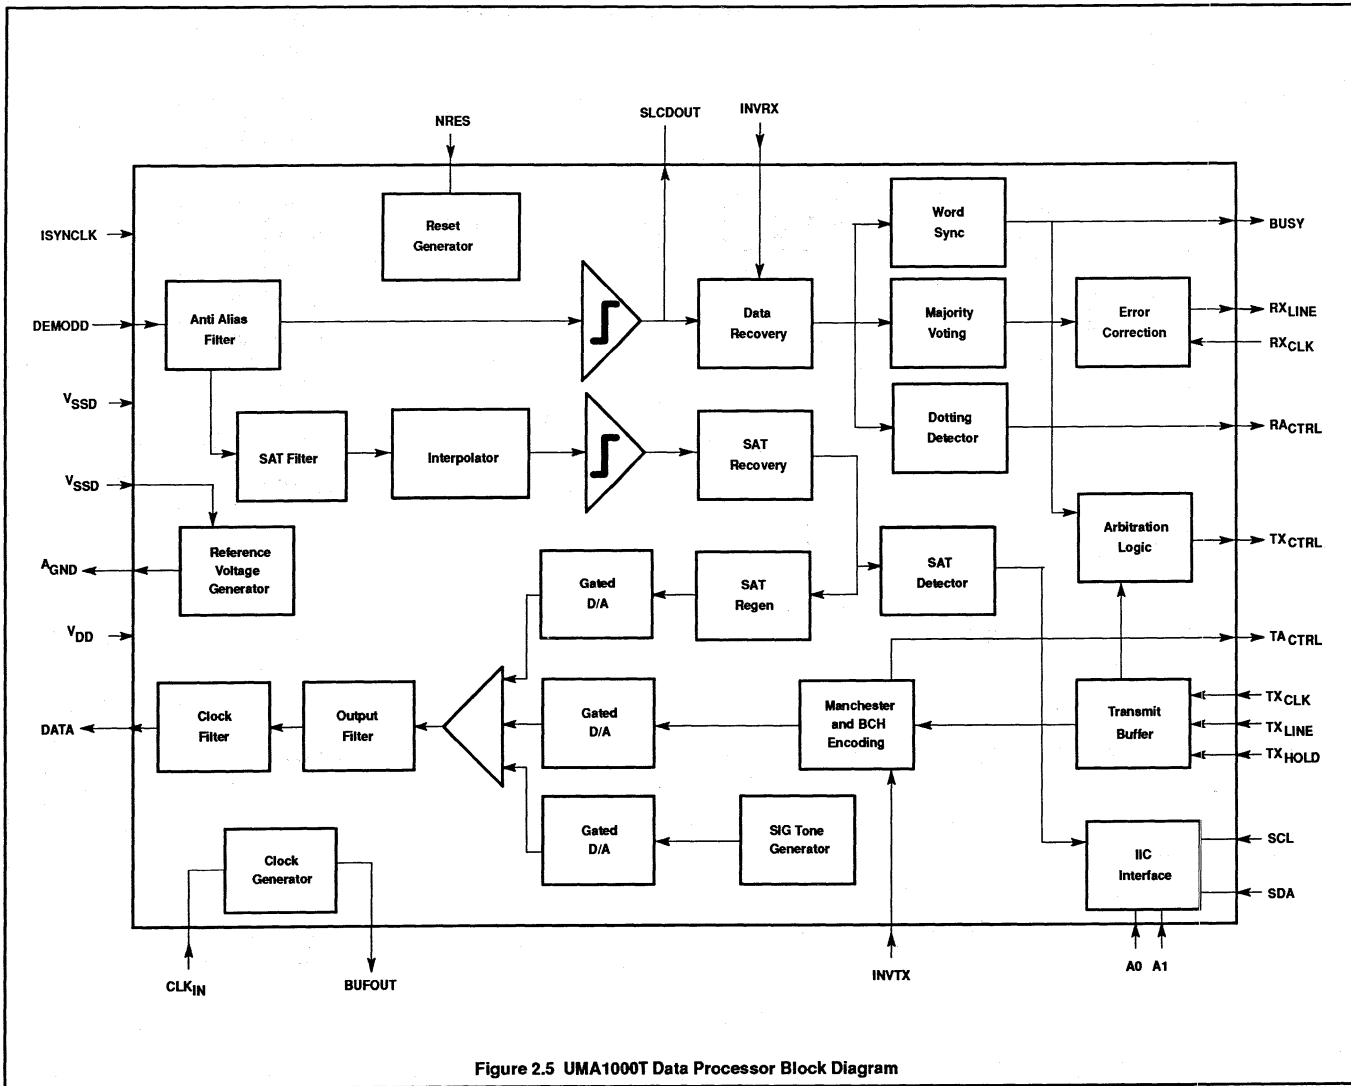 NRES
SLCDOUT
INVRX
ISYNCLK
DEMODD
VSSD
VSSD
AGND
VDD
DATA
Reset
Generator
Anti Alias
Filter
SAT Filter
Interpolator
Data
Recovery
SAT
Recovery
Word
Sync
Majority
Voting
Dotting
Detector
Error
Correction
Reference
Voltage
Generator
Gated
D/A
SAT
Regen
SAT
Detector
Arbitration
Logic
Clock
Filter
Output
Filter
Gated
D/A
Manchester
and BCH
Encoding
Transmit
Buffer
Gated
D/A
SIG Tone
Generator
Clock
Generator
IIC
Interface
BUSY
RXLINE
RXCLK
RACTRL
TXCTRL
TACTRL
TXCLK
TXLINE
TXHOLD
SCL
SDA
CLKIN
BUFOUT
INVTX
A0 A1
Figure 2.5 UMA1000T Data Processor Block Diagram